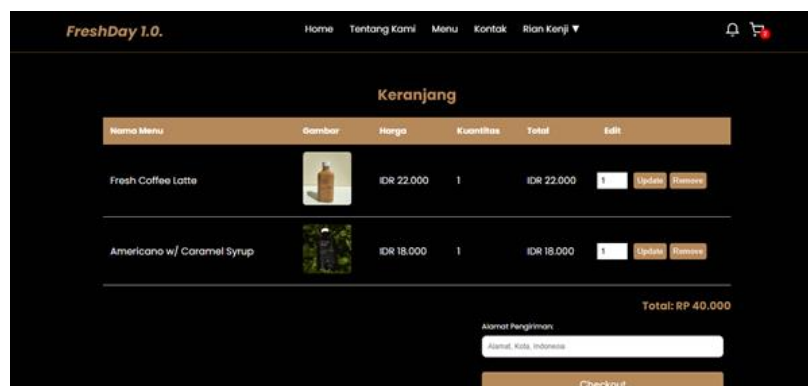 FreshDay 1.0.
Home Tentang Kami Menu Kontak Rian Kenji ▼
2
Keranjang
Nama Menu Gambar Harga Kuantitas Total Edit
Fresh Coffee Latte IDR 22.000 1 IDR 22.000 1 Update Remove
Americano w/ Caramel Syrup IDR 18.000 1 IDR 18.000 1 Update Remove
Total: RP 40.000
Alamat Pengiriman:
Alamat, Kota, Indonesia
Checkout